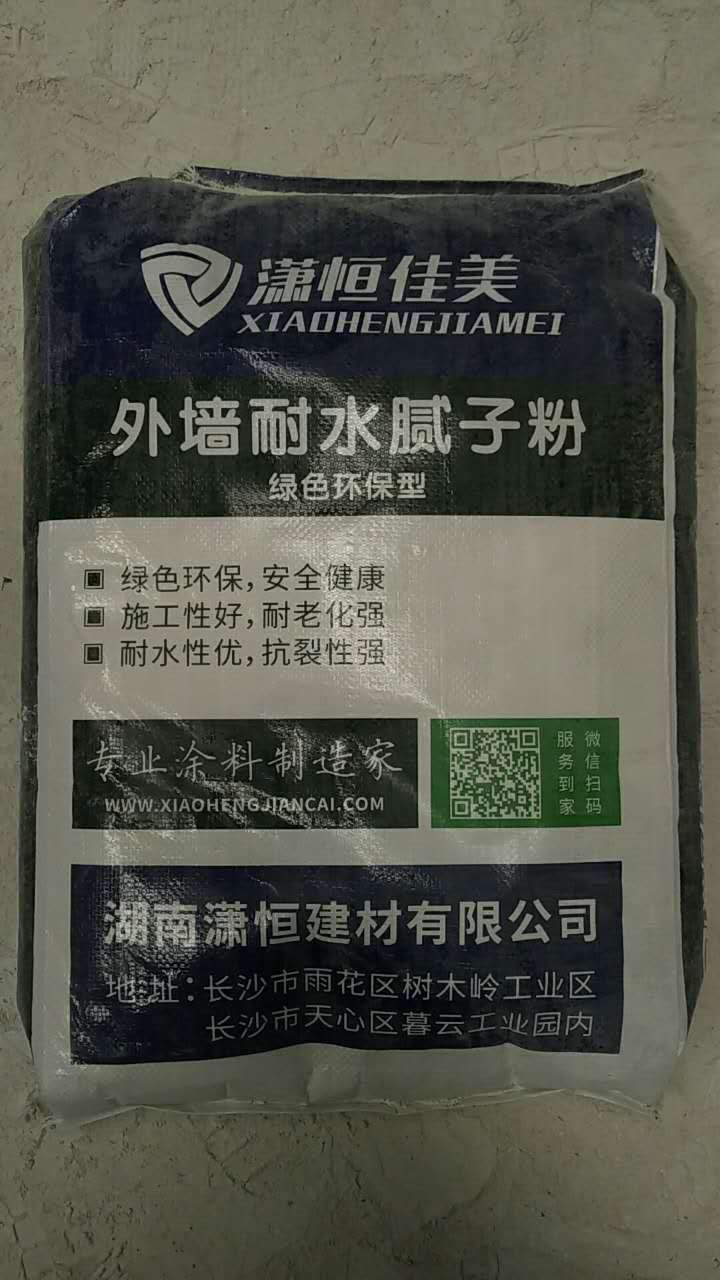 潇恒佳美
XIAOHENGJIAMEI
外墙耐水腻子粉
绿色环保型
绿色环保,安全健康
施工性好,耐老化强
耐水性优,抗裂性强
专业涂料制造家
WWW.XIAOHENGJIANCAI.COM
微信扫码
服务到家
湖南潇恒建材有限公司
地址:长沙市雨花区树木岭工业区
长沙市天心区暮云工业园内